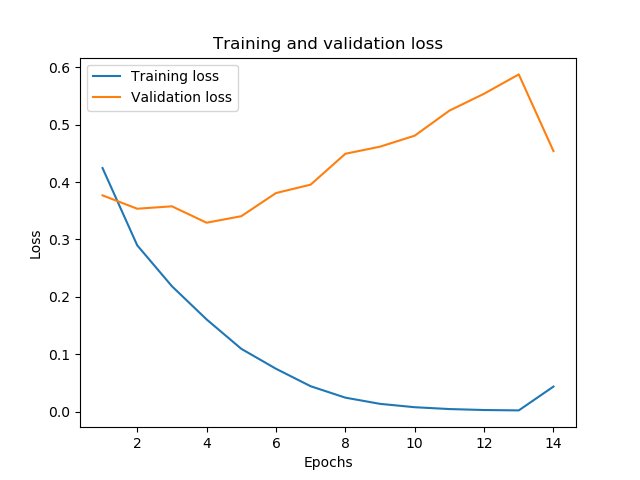 Training and validation loss
Training loss
Validation loss
0.6
0.5
0.4
0.3
0.2
0.1
0.0
Loss
2 4 6 8 10 12 14
Epochs